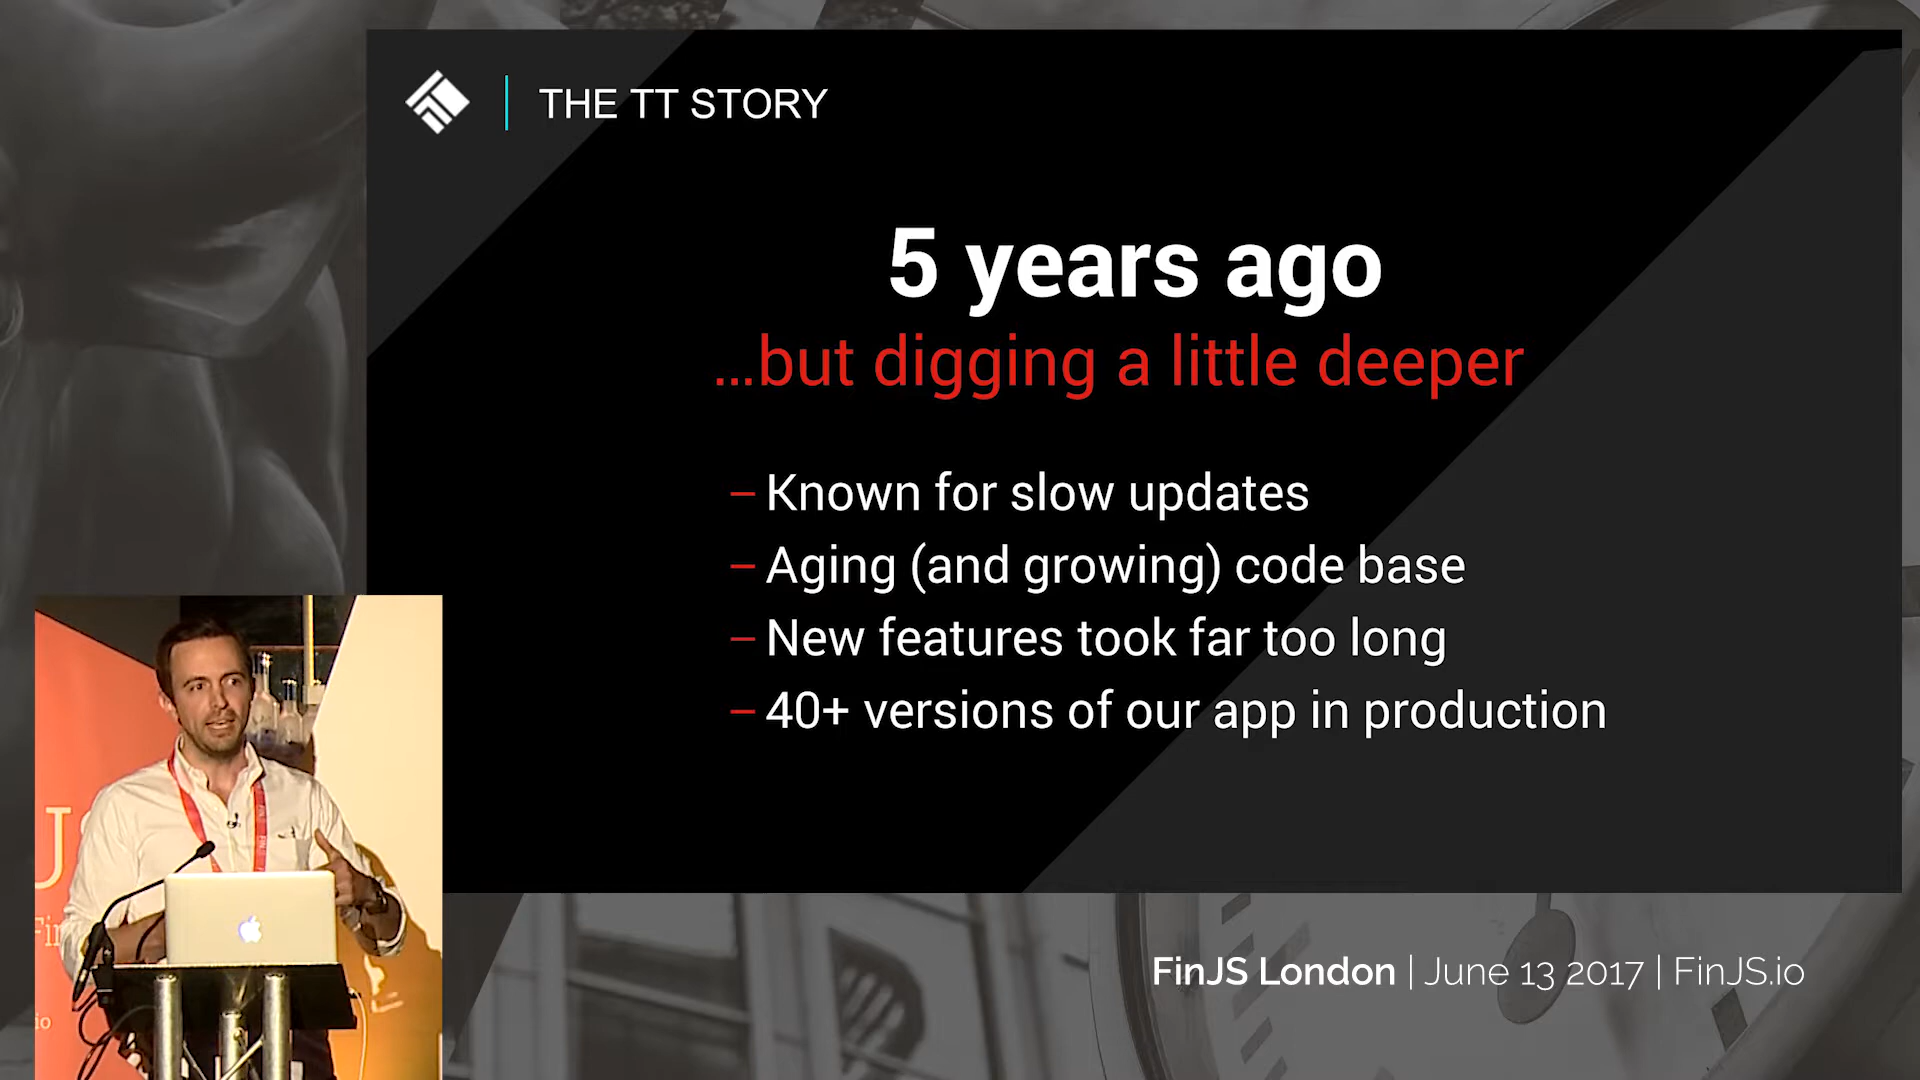 THE TT STORY
5 years ago
...but digging a little deeper
– Known for slow updates
– Aging (and growing) code base
– New features took far too long
– 40+ versions of our app in production
FinJS London | June 13 2017 | FinJS.io
J
Fin
io